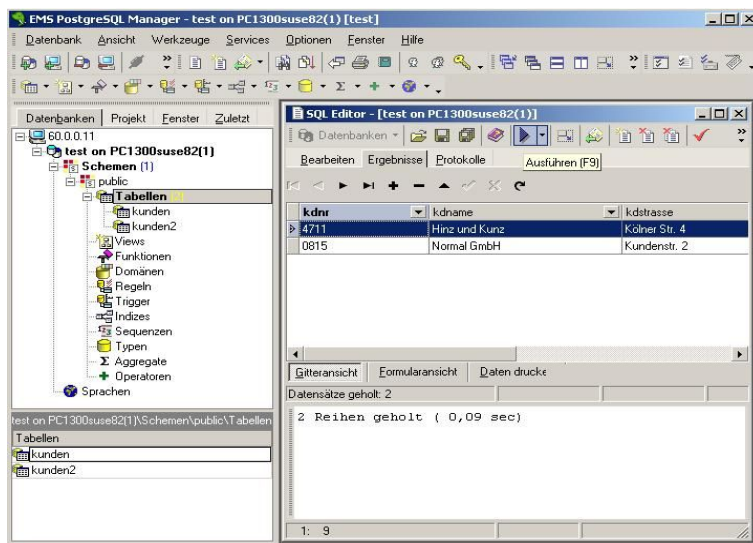 EMS PostgreSQL Manager - test on PC1300suse82(1) [test]
Datenbank Ansicht Werkzeuge Services Optionen Fenster Hilfe
Datenbanken Projekt Fenster Zuletzt
60.0.0.11
test on PC1300suse82(1)
Schemen (1)
public
Tabellen (2)
kunden
kunden2
Views
Funktionen
Domänen
Regeln
Trigger
Indizes
Sequenzen
Typen
Aggregate
Operatoren
Sprachen
test on PC1300suse82(1)\Schemen\public\Tabellen
Tabellen
kunden
kunden2
SQL Editor - [test on PC1300suse82(1)]
Datenbanken
Bearbeiten Ergebnisse Protokolle
Ausführen (F9)
kdnr kdname kdstrasse
4711 Hinz und Kunz Kölner Str. 4
0815 Normal GmbH Kundenstr. 2
Gitteransicht Formularansicht Daten drucke
Datensätze geholt: 2
2 Reihen geholt ( 0,09 sec)
1: 9